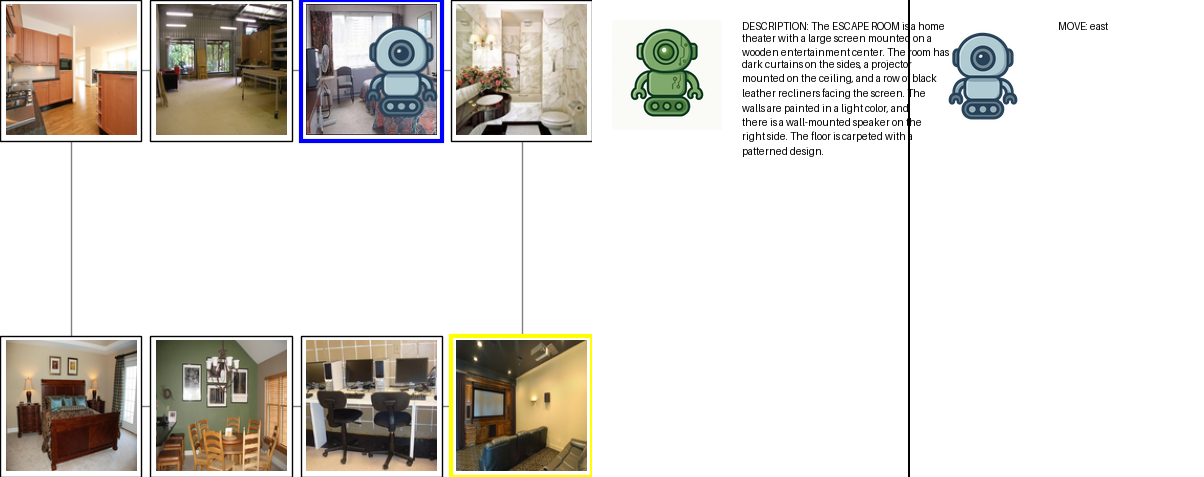 DESCRIPTION: The ESCAPE ROOM is a home
theater with a large screen mounted on a
wooden entertainment center. The room has
dark curtains on the sides, a projector
mounted on the ceiling, and a row of black
leather recliners facing the screen. The
walls are painted in a light color, and
there is a wall-mounted speaker on the
right side. The floor is carpeted with a
patterned design.
MOVE: east